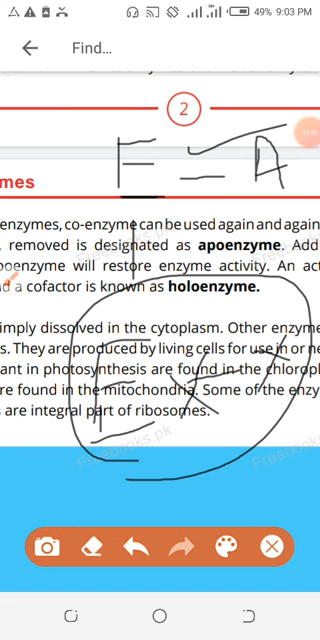 49% 9:03 PM
Find...
2
mes
enzymes, co-enzyme can be used again and again
removed is designated as apoenzyme. Add
poenzyme will restore enzyme activity. An act
d a cofactor is known as holoenzyme.
imply dissolved in the cytoplasm. Other enzyme
s. They are produced by living cells for use in or ne
ant in photosynthesis are found in the chloropl
re found in the mitochondria. Some of the enzy
are integral part of ribosomes.
Freebooks.pk
Freebooks.pk